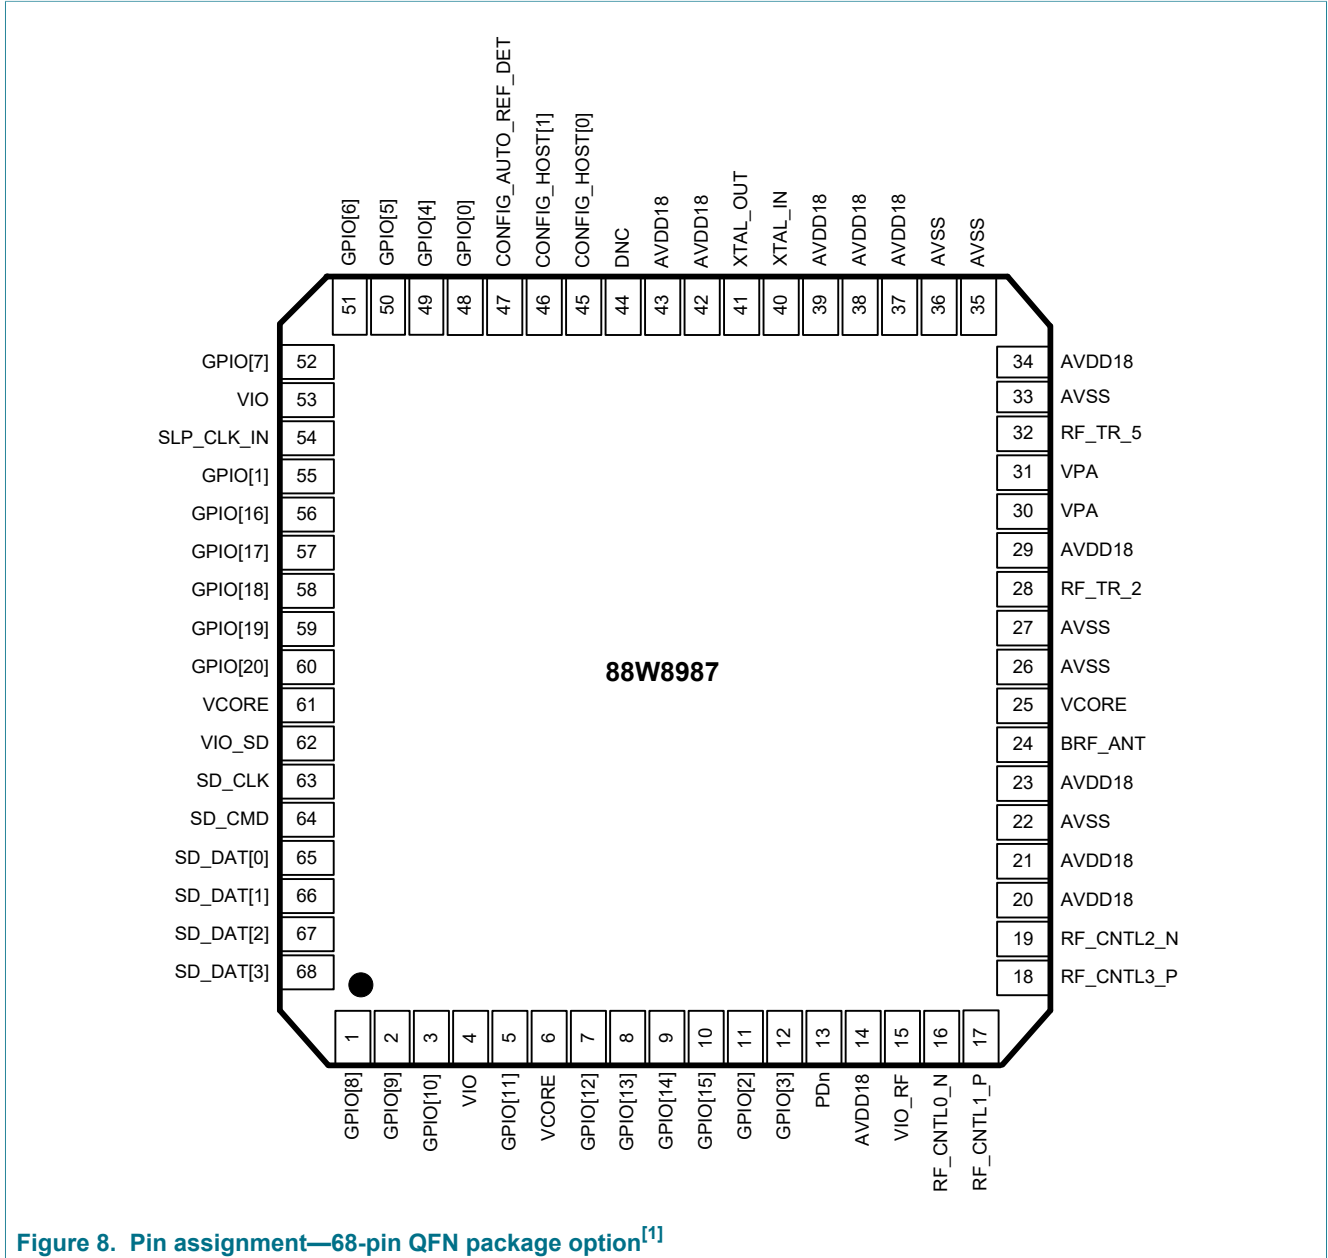 GPIO[6]
GPIO[5]
GPIO[4]
GPIO[0]
CONFIG_AUTO_REF_DET
CONFIG_HOST[1]
CONFIG_HOST[0]
DNC
AVDD18
AVDD18
XTAL_OUT
XTAL_IN
AVDD18
AVDD18
AVDD18
AVSS
AVSS
51
50
49
48
47
46
45
44
43
42
41
40
39
38
37
36
35
GPIO[7] 52
VIO 53
SLP_CLK_IN 54
GPIO[1] 55
GPIO[16] 56
GPIO[17] 57
GPIO[18] 58
GPIO[19] 59
GPIO[20] 60
VCORE 61
VIO_SD 62
SD_CLK 63
SD_CMD 64
SD_DAT[0] 65
SD_DAT[1] 66
SD_DAT[2] 67
SD_DAT[3] 68
88W8987
34 AVDD18
33 AVSS
32 RF_TR_5
31 VPA
30 VPA
29 AVDD18
28 RF_TR_2
27 AVSS
26 AVSS
25 VCORE
24 BRF_ANT
23 AVDD18
22 AVSS
21 AVDD18
20 AVDD18
19 RF_CNTL2_N
18 RF_CNTL3_P
1
2
3
4
5
6
7
8
9
10
11
12
13
14
15
16
17
GPIO[8]
GPIO[9]
GPIO[10]
VIO
GPIO[11]
VCORE
GPIO[12]
GPIO[13]
GPIO[14]
GPIO[15]
GPIO[2]
GPIO[3]
PDn
AVDD18
VIO_RF
RF_CNTL0_N
RF_CNTL1_P
Figure 8. Pin assignment—68-pin QFN package option[1]